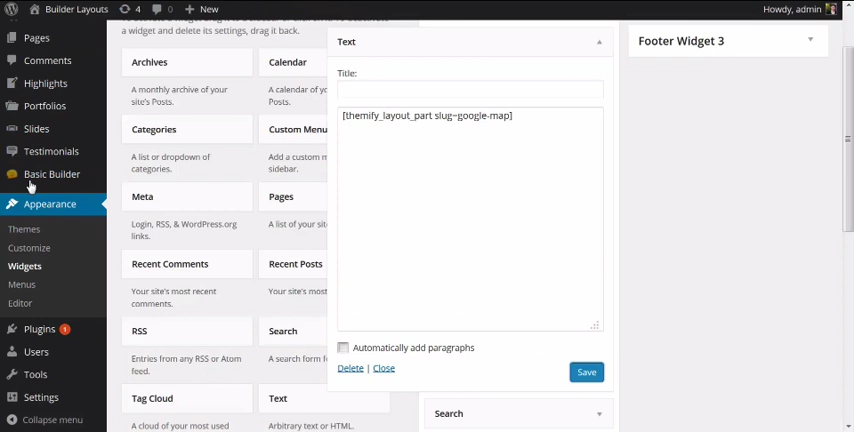 Builder Layouts 4 0 + New Howdy, admin
a widget and delete its settings, drag it back.
Pages
Comments
Highlights
Portfolios
Slides
Testimonials
Basic Builder
Appearance
Themes
Customize
Widgets
Menus
Editor
Plugins 1
Users
Tools
Settings
Collapse menu
Archives
A monthly archive of your
site's Posts.
Calendar
A calendar of yo
Posts.
Categories
A list or dropdown of
categories.
Custom Menu
Add a custom m
sidebar.
Meta
Login, RSS, & WordPress.org
links.
Pages
A list of your sit
Recent Comments
Your site's most recent
comments.
Recent Posts
Your site's most
RSS
Entries from any RSS or Atom
feed.
Search
A search form fo
Tag Cloud
A cloud of your most used
Text
Arbitrary text or HTML.
Text
Title:
[themify_layout_part slug=google-map]
Automatically add paragraphs
Delete | Close
Save
Search
Footer Widget 3